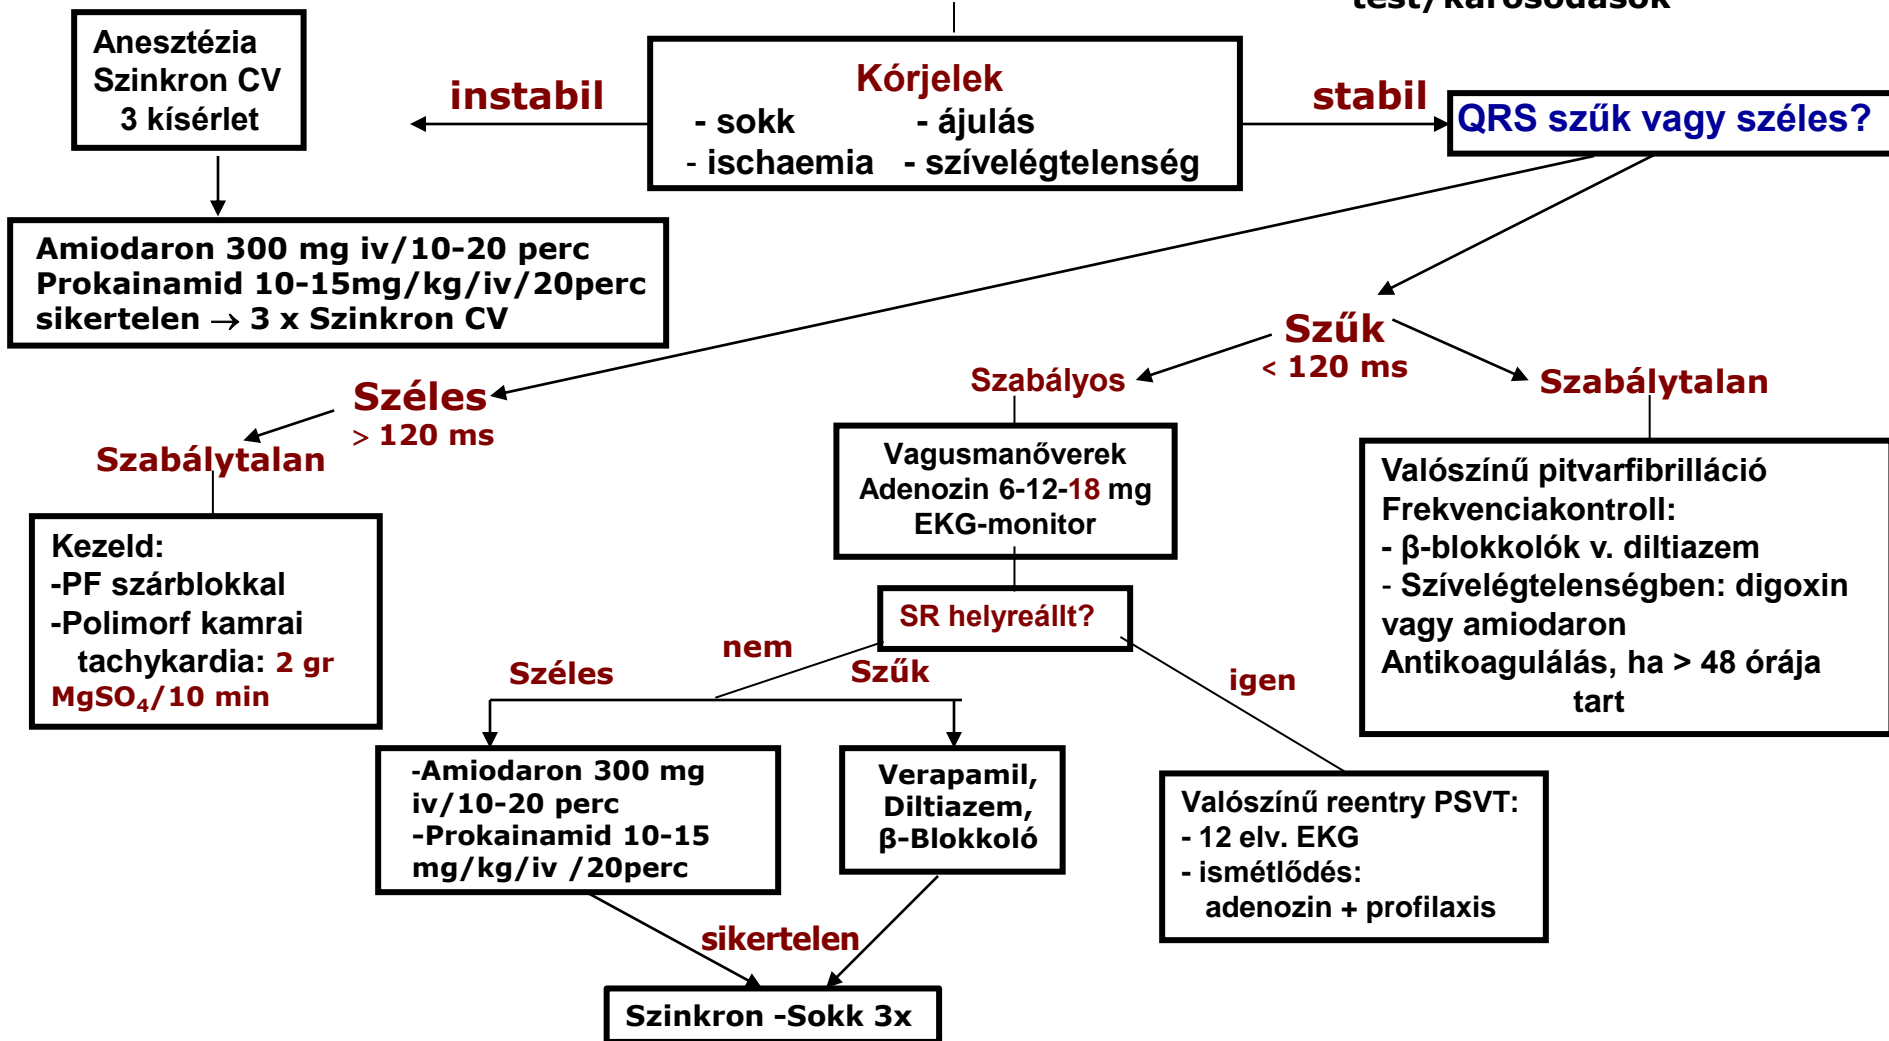 test/károsodások
Anesztézia
Szinkron CV
3 kísérlet
instabil
Kórjelek
- sokk - ájulás
- ischaemia - szívelégtelenség
stabil
QRS szűk vagy széles?
Amiodaron 300 mg iv/10-20 perc
Prokainamid 10-15mg/kg/iv/20perc
sikertelen → 3 x Szinkron CV
Széles
> 120 ms
Szabálytalan
Kezeld:
-PF szárblokkal
-Polimorf kamrai
tachykardia: 2 gr
MgSO₄/10 min
Szűk
< 120 ms
Szabályos
Vagusmanőverek
Adenozin 6-12-18 mg
EKG-monitor
SR helyreállt?
nem
Széles
Szűk
igen
-Amiodaron 300 mg
iv/10-20 perc
-Prokainamid 10-15
mg/kg/iv /20perc
Verapamil,
Diltiazem,
β-Blokkoló
sikertelen
Szinkron -Sokk 3x
Valószínű reentry PSVT:
- 12 elv. EKG
- ismétlődés:
adenozin + profilaxis
Szabálytalan
Valószínű pitvarfibrilláció
Frekvenciakontroll:
- β-blokkolók v. diltiazem
- Szívelégtelenségben: digoxin
vagy amiodaron
Antikoagulálás, ha > 48 órája
tart